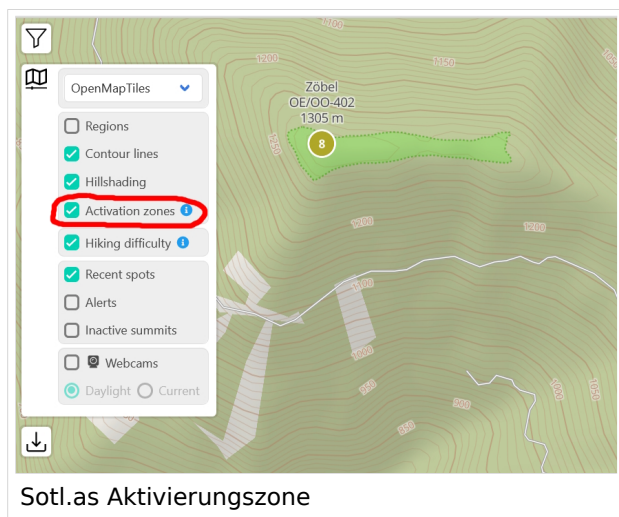 1100
1200
1150
OpenMapTiles
Zöbel
OE/OO-402
1305 m
Regions
8
Contour lines
1250
Hillshading
Activation zones
1200
1200
Hiking difficulty
Recent spots
1100
Alerts
Inactive summits
1000
Webcams
950
1000
1050
Daylight
Current
900
850
850
Sotl.as Aktivierungszone